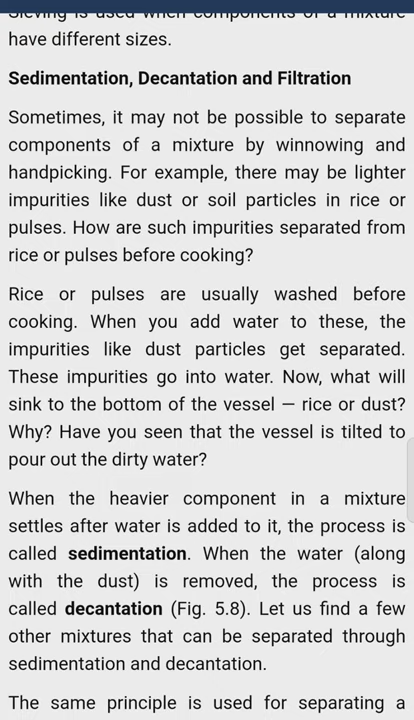 Sieving is used when components of a mixture
have different sizes.
Sedimentation, Decantation and Filtration
Sometimes, it may not be possible to separate
components of a mixture by winnowing and
handpicking. For example, there may be lighter
impurities like dust or soil particles in rice or
pulses. How are such impurities separated from
rice or pulses before cooking?
Rice or pulses are usually washed before
cooking. When you add water to these, the
impurities like dust particles get separated.
These impurities go into water. Now, what will
sink to the bottom of the vessel — rice or dust?
Why? Have you seen that the vessel is tilted to
pour out the dirty water?
When the heavier component in a mixture
settles after water is added to it, the process is
called sedimentation. When the water (along
with the dust) is removed, the process is
called decantation (Fig. 5.8). Let us find a few
other mixtures that can be separated through
sedimentation and decantation.
The same principle is used for separating a